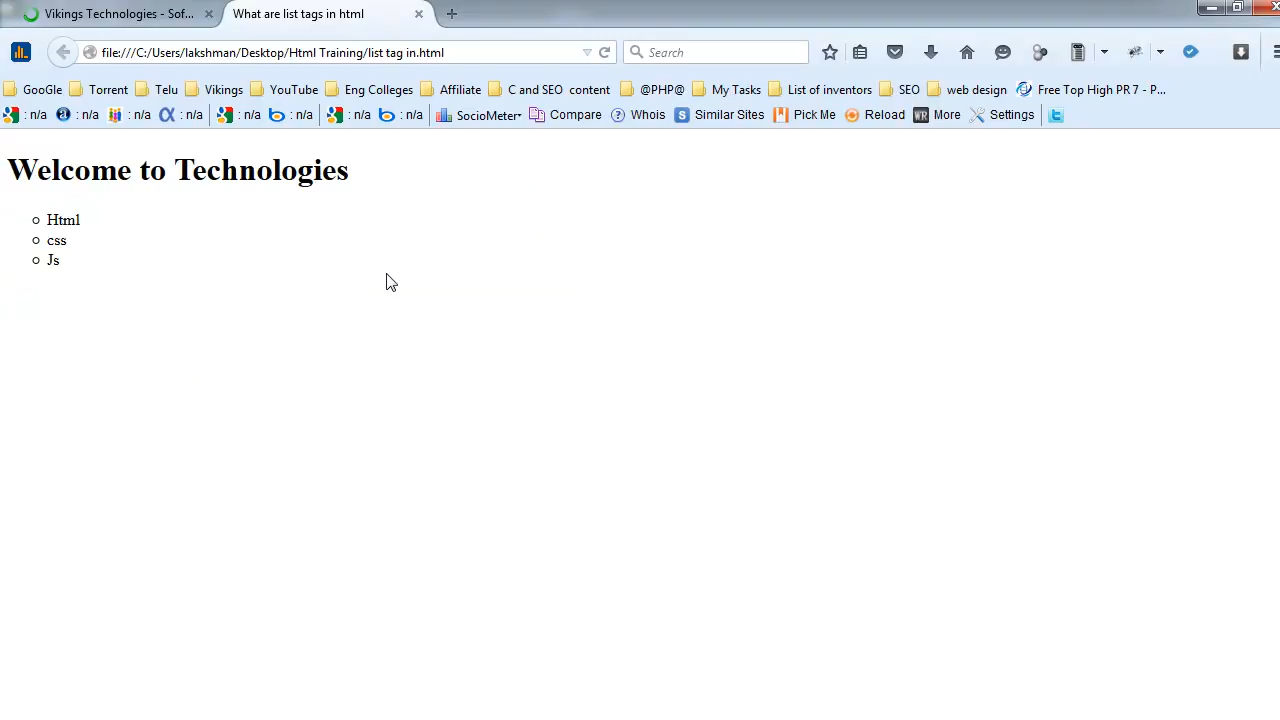 Vikings Technologies - Sof...
What are list tags in html
file:///C:/Users/lakshman/Desktop/Html Training/list tag in.html
Search
GooGle Torrent Telu Vikings YouTube Eng Colleges Affiliate C and SEO content @PHP@ My Tasks List of inventors SEO web design Free Top High PR 7 - P...
: n/a : n/a : n/a : n/a : n/a : n/a : n/a : n/a SocioMeter Compare Whois Similar Sites Pick Me Reload WR More Settings
Welcome to Technologies
Html
css
Js